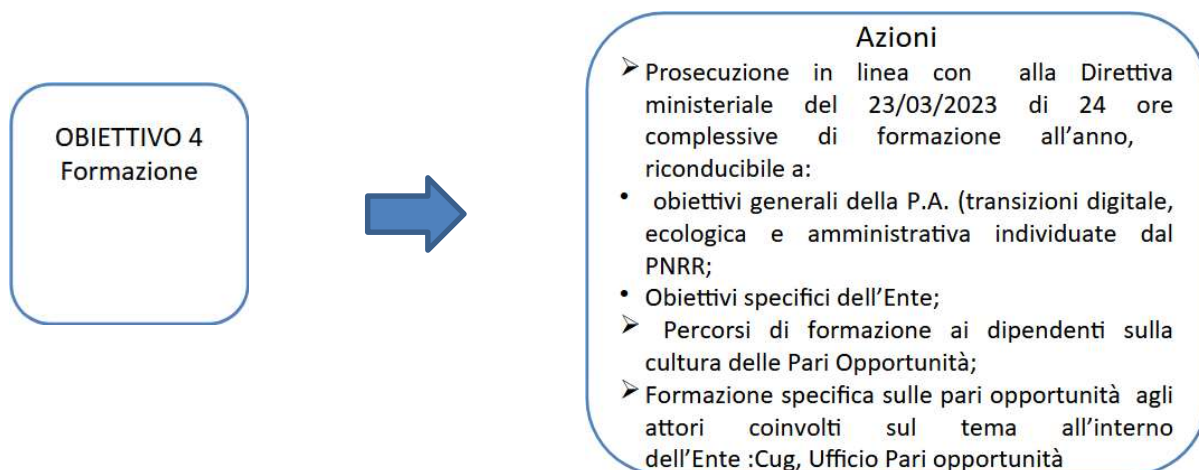 OBIETTIVO 4
Formazione
Azioni
➢ Prosecuzione in linea con alla Direttiva
ministeriale del 23/03/2023 di 24 ore
complessive di formazione all’anno,
riconducibile a:
• obiettivi generali della P.A. (transizioni digitale,
ecologica e amministrativa individuate dal
PNRR;
• Obiettivi specifici dell’Ente;
➢ Percorsi di formazione ai dipendenti sulla
cultura delle Pari Opportunità;
➢ Formazione specifica sulle pari opportunità agli
attori coinvolti sul tema all’interno
dell’Ente :Cug, Ufficio Pari opportunità